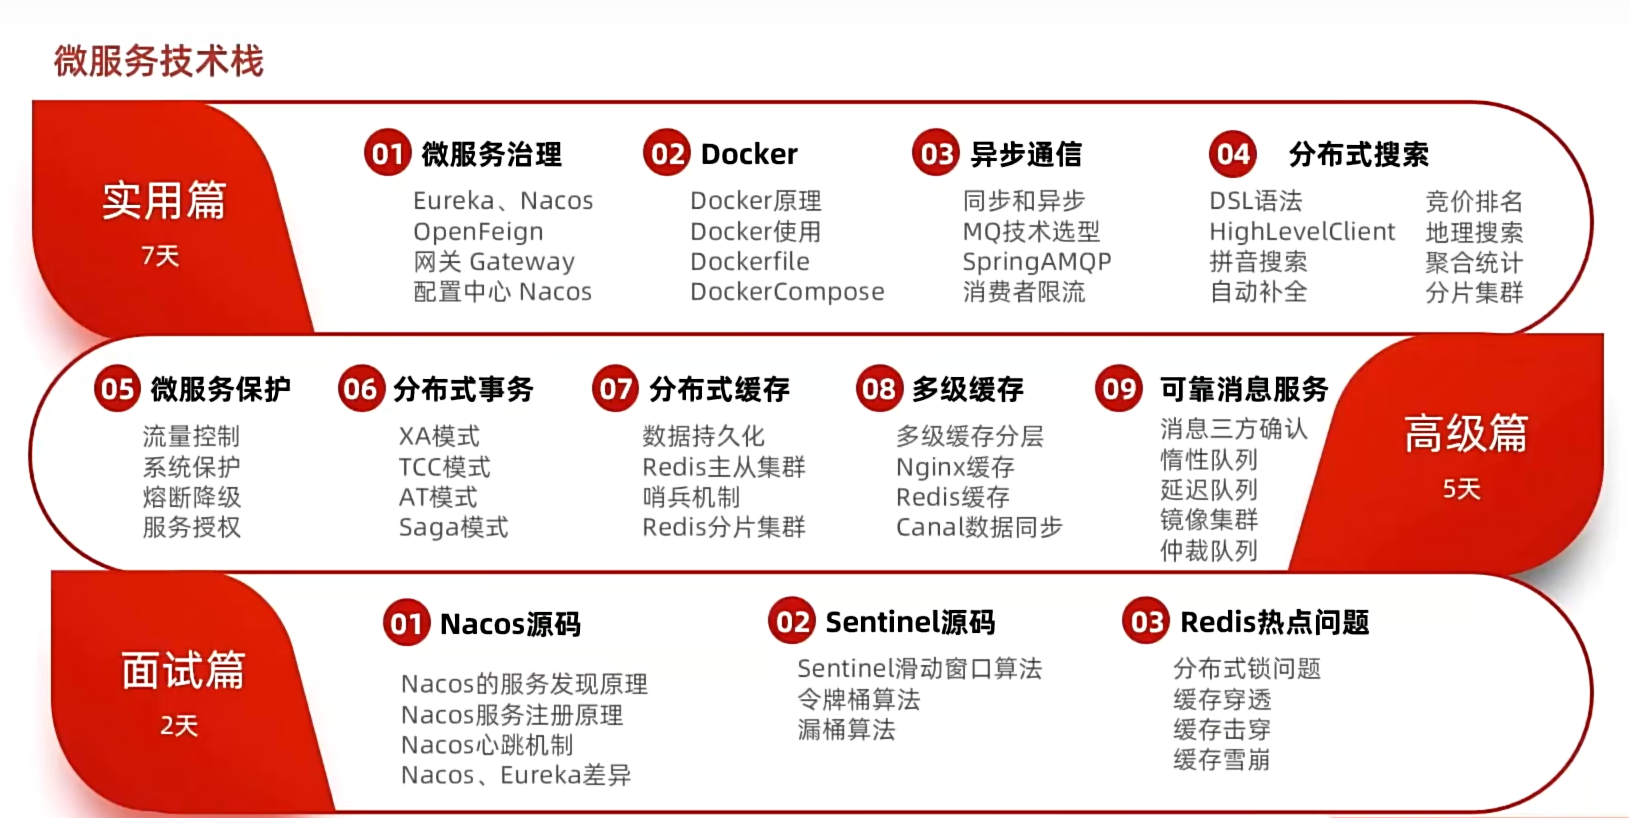 微服务技术栈
实用篇
7天
01 微服务治理
Eureka、Nacos
OpenFeign
网关 Gateway
配置中心 Nacos
02 Docker
Docker原理
Docker使用
Dockerfile
DockerCompose
03 异步通信
同步和异步
MQ技术选型
SpringAMQP
消费者限流
04 分布式搜索
DSL语法
HighLevelClient
拼音搜索
自动补全
竞价排名
地理搜索
聚合统计
分片集群
05 微服务保护
流量控制
系统保护
熔断降级
服务授权
06 分布式事务
XA模式
TCC模式
AT模式
Saga模式
07 分布式缓存
数据持久化
Redis主从集群
哨兵机制
Redis分片集群
08 多级缓存
多级缓存分层
Nginx缓存
Redis缓存
Canal数据同步
09 可靠消息服务
消息三方确认
惰性队列
延迟队列
镜像集群
仲裁队列
高级篇
5天
面试篇
2天
01 Nacos源码
Nacos的服务发现原理
Nacos服务注册原理
Nacos心跳机制
Nacos、Eureka差异
02 Sentinel源码
Sentinel滑动窗口算法
令牌桶算法
漏桶算法
03 Redis热点问题
分布式锁问题
缓存穿透
缓存击穿
缓存雪崩